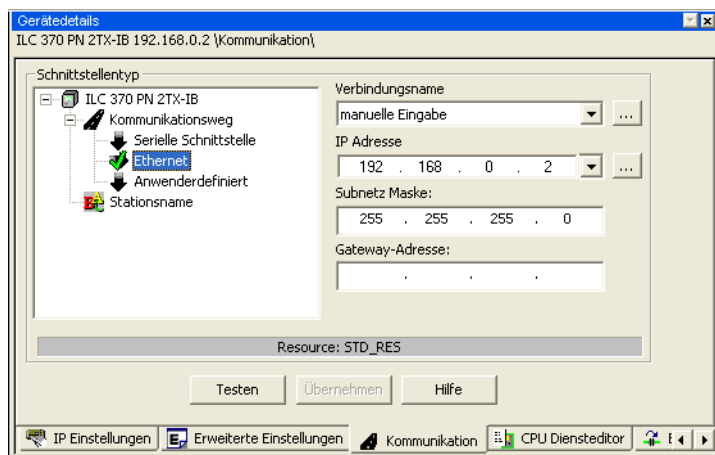 Gerätedetails
ILC 370 PN 2TX-IB 192.168.0.2 \Kommunikation\
Schnittstellentyp
ILC 370 PN 2TX-IB
Kommunikationsweg
Serielle Schnittstelle
Ethernet
Anwenderdefiniert
Stationsname
Verbindungsname
manuelle Eingabe
...
IP Adresse
192 . 168 . 0 . 2
...
Subnetz Maske:
255 . 255 . 255 . 0
Gateway-Adresse:
. . .
Resource: STD_RES
Testen Übernehmen Hilfe
IP Einstellungen Erweiterte Einstellungen Kommunikation CPU Diensteditor